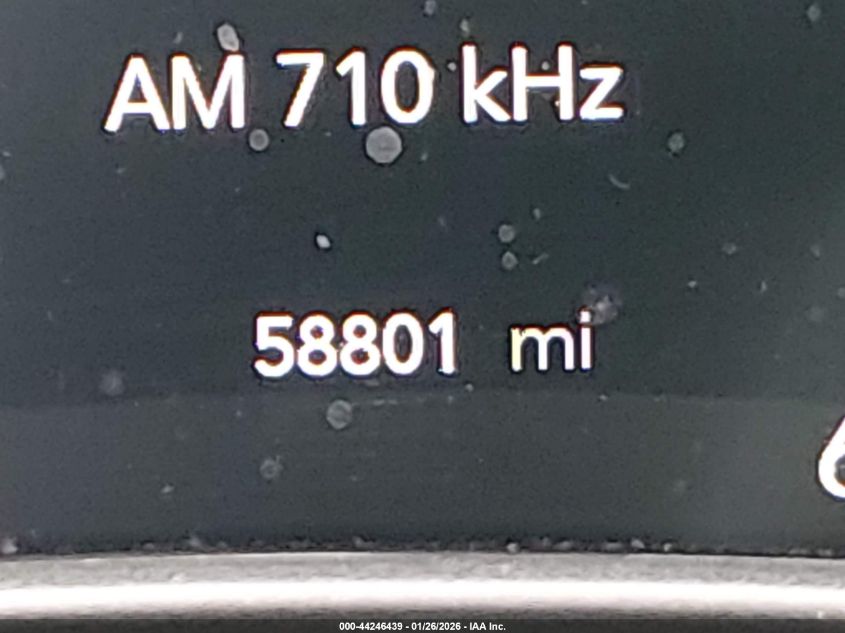 AM 710 kHz
58801 mi
000-44246439 - 01/26/2026 - IAA Inc.